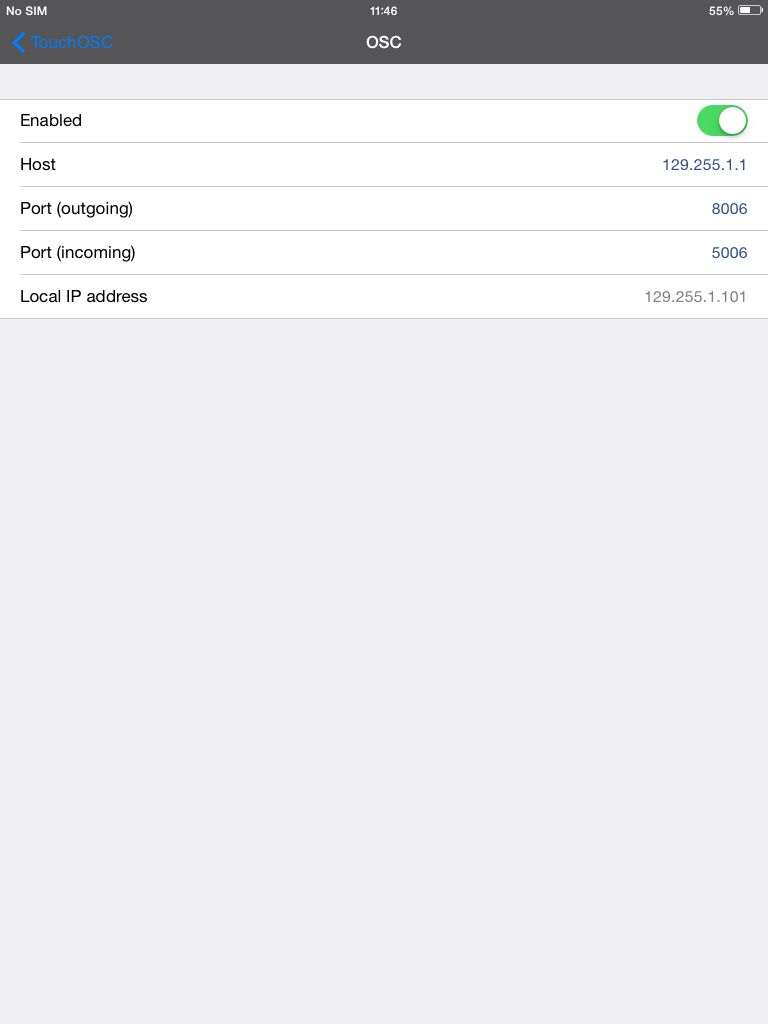 No SIM 11:46 55%
TouchOSC OSC
Enabled
Host 129.255.1.1
Port (outgoing) 8006
Port (incoming) 5006
Local IP address 129.255.1.101